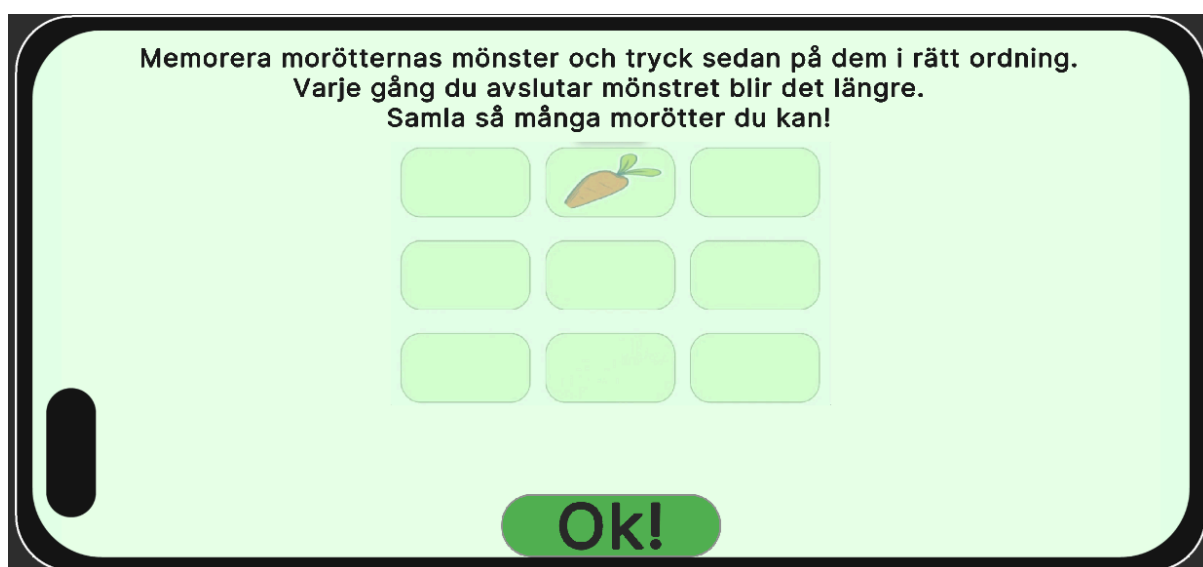 Memorera morötternas mönster och tryck sedan på dem i rätt ordning.
Varje gång du avslutar mönstret blir det längre.
Samla så många morötter du kan!
Ok!